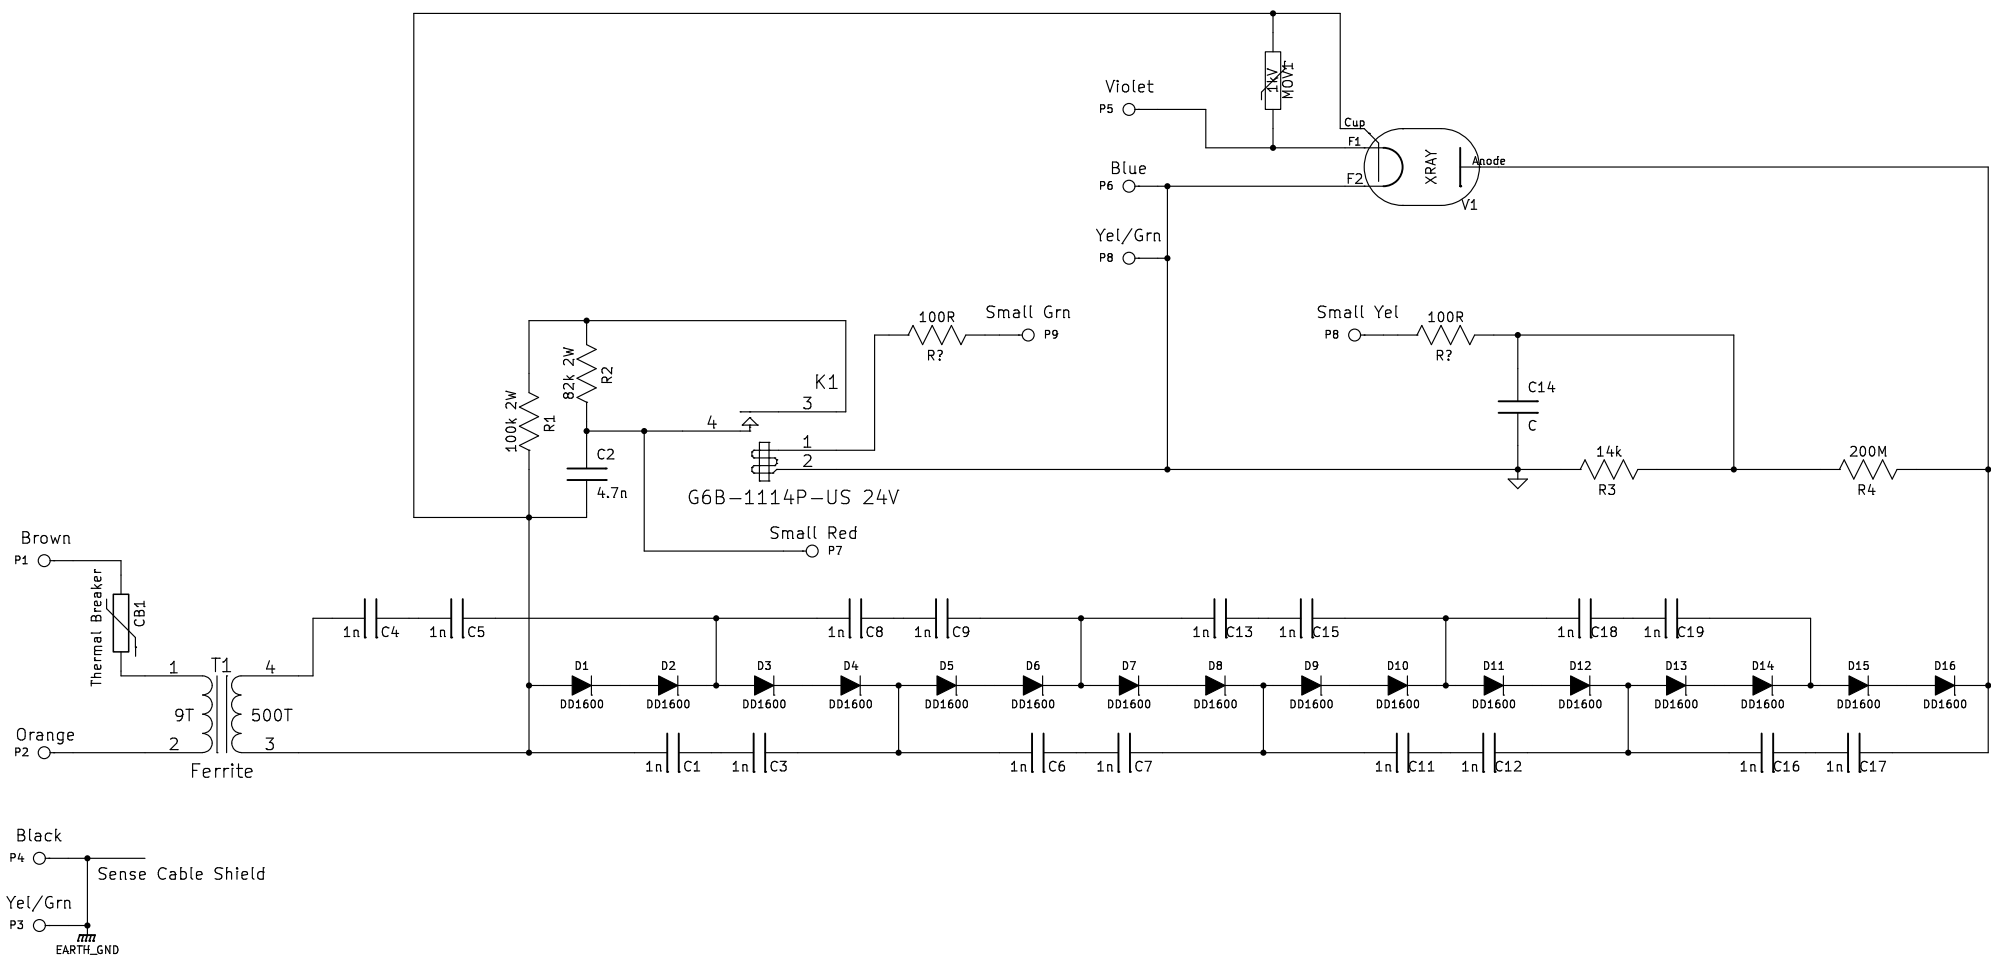 Violet
P5
1kV
MOV1
Cup
F1
F2
XRAY
Anode
V1
Blue
P6
Yel/Grn
P8
100R
R?
Small Grn
P9
Small Yel
P8
100R
R?
82k 2W
R2
100k 2W
R1
K1
3
4
1
2
C2
4.7n
G6B-1114P-US 24V
C14
C
14k
R3
200M
R4
Small Red
P7
Brown
P1
Thermal Breaker
CB1
1n C4
1n C5
1n C8
1n C9
1n C13
1n C15
1n C18
1n C19
T1
1
4
9T
500T
2
3
Ferrite
Orange
P2
D1
DD1600
D2
DD1600
D3
DD1600
D4
DD1600
D5
DD1600
D6
DD1600
D7
DD1600
D8
DD1600
D9
DD1600
D10
DD1600
D11
DD1600
D12
DD1600
D13
DD1600
D14
DD1600
D15
DD1600
D16
DD1600
1n C1
1n C3
1n C6
1n C7
1n C11
1n C12
1n C16
1n C17
Black
P4
Sense Cable Shield
Yel/Grn
P3
EARTH_GND